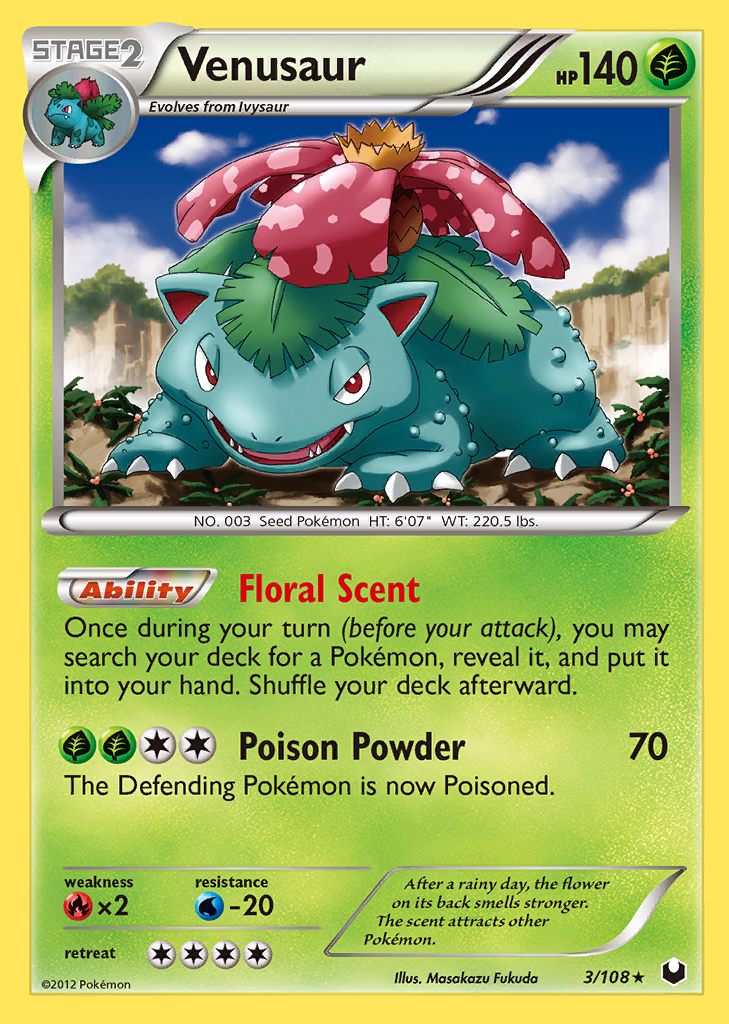 STAGE2
Venusaur
HP140
Evolves from Ivysaur
NO. 003 Seed Pokémon HT: 6'07" WT: 220.5 lbs.
Ability Floral Scent
Once during your turn (before your attack), you may
search your deck for a Pokémon, reveal it, and put it
into your hand. Shuffle your deck afterward.
Poison Powder 70
The Defending Pokémon is now Poisoned.
weakness resistance
×2 -20
retreat
After a rainy day, the flower
on its back smells stronger.
The scent attracts other
Pokémon.
©2012 Pokémon
Illus. Masakazu Fukuda
3/108★